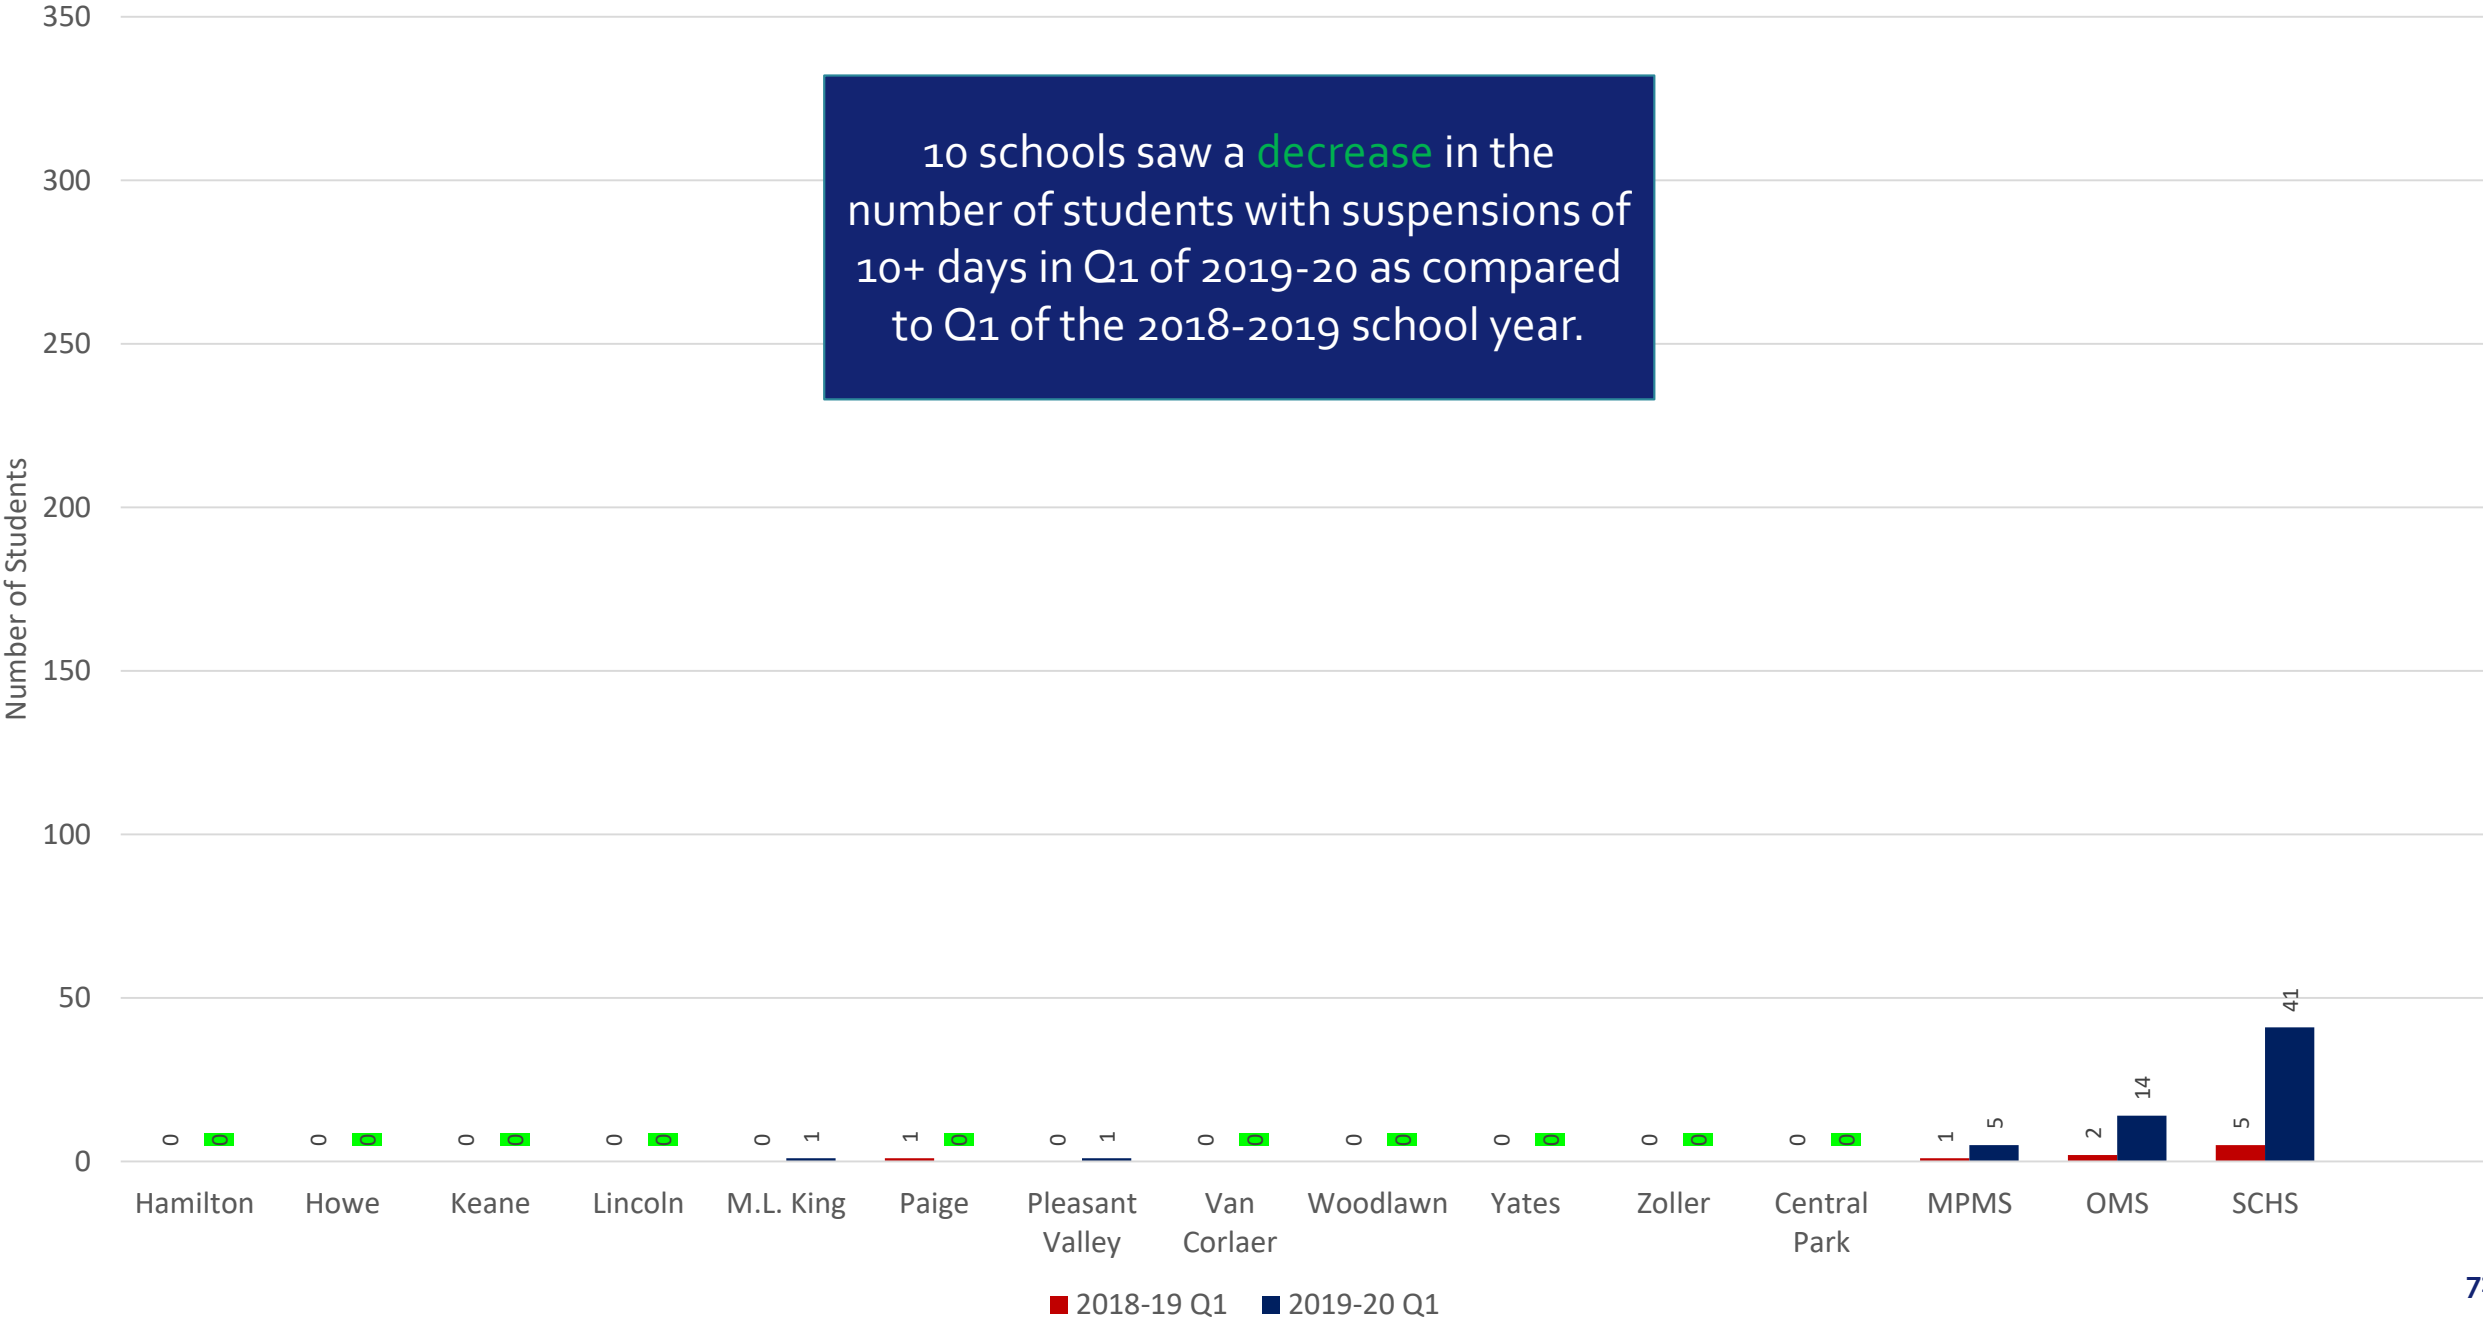 350
300
250
200
150
100
50
0
Number of Students
10 schools saw a decrease in the
number of students with suspensions of
10+ days in Q1 of 2019-20 as compared
to Q1 of the 2018-2019 school year.
0 0 0 0 0 0 0 0 0 1 1 0 0 1 0 0 0 0 0 0 0 0 0 0 1 5 2 14 5 41
Hamilton Howe Keane Lincoln M.L. King Paige Pleasant Van Woodlawn Yates Zoller Central MPMS OMS SCHS
Valley Corlaer Park
2018-19 Q1 2019-20 Q1